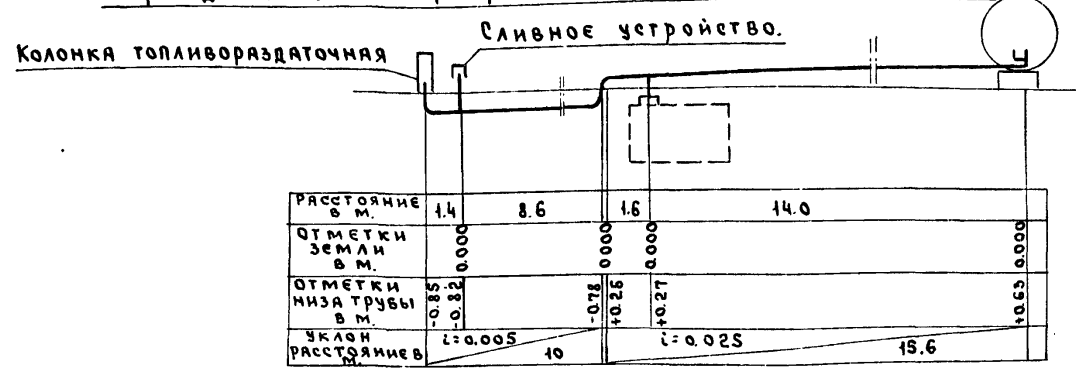 Сливное устройство.
Колонка топливораздаточная
Расстояние
в м.
1.4 8.6 1.6 14.0
Отметки
земли
в м.
0.000 0.000 0.000 0.000
Отметки
низа трубы
в м.
-0.85 -0.82 -0.78 +0.26 +0.27 +0.63
Уклон
расстояние в
м.
i=0.005 10 i=0.025 15.6